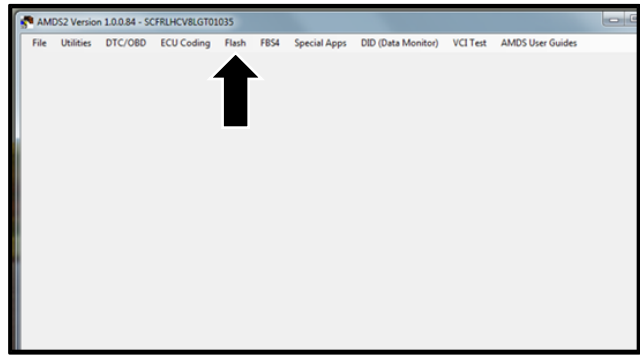 AMDS2 Version 1.0.0.84 - SCFRLHCV8LGT01035
File Utilities DTC/OBD ECU Coding Flash FBS4 Special Apps DID (Data Monitor) VCI Test AMDS User Guides